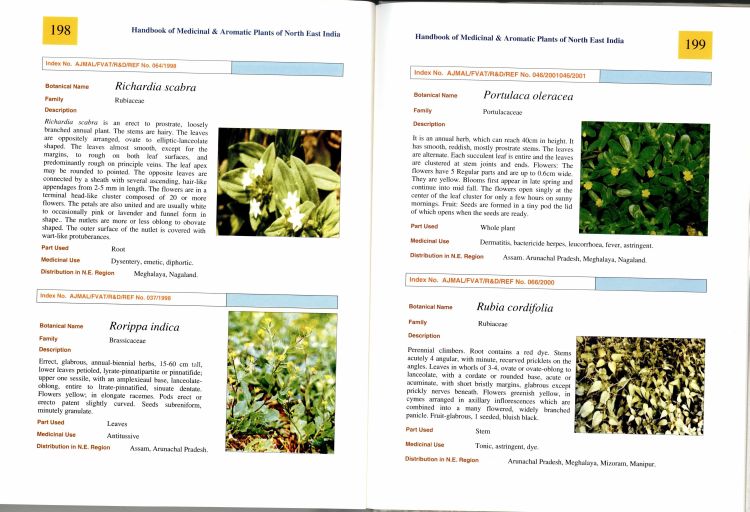 198
Handbook of Medicinal & Aromatic Plants of North East India
Index No. AJMAL/FVAT/R&D/REF No. 064/1998
Botanical Name Richardia scabra
Family Rubiaceae
Description
Richardia scabra is an erect to prostrate, loosely
branched annual plant. The stems are hairy. The leaves
are oppositely arranged, ovate to elliptic-lanceolate
shaped. The leaves almost smooth, except for the
margins, to rough on both leaf surfaces, and
predominantly rough on principle veins. The leaf apex
may be rounded to pointed. The opposite leaves are
connected by a sheath with several ascending, hair-like
appendages from 2-5 mm in length. The flowers are in a
terminal head-like cluster composed of 20 or more
flowers. The petals are also united and are usually white
to occasionally pink or lavender and funnel form in
shape.. The nutlets are more or less oblong to obovate
shaped. The outer surface of the nutlet is covered with
wart-like protuberances.
Part Used Root
Medicinal Use Dysentery, emetic, diphortic.
Distribution in N.E. Region Meghalaya, Nagaland.
Index No. AJMAL/FVAT/R&D/REF No. 037/1998
Botanical Name Rorippa indica
Family Brassicaceae
Description
Errect, glabrous, annual-biennial herbs, 15-60 cm tall,
lower leaves petioled, lyrate-pinnatipartite or pinnatifide;
upper one sessile, with an amplexieaul base, lanceolate-
oblong, entire to ltrate-pinnatified, sinuate dentate.
Flowers yellow, in elongate racemes. Pods erect or
erecto patent slightly curved. Seeds subreniform,
minutely granulate.
Part Used Leaves
Medicinal Use Antitussive
Distribution in N.E. Region Assam, Arunachal Pradesh.
Handbook of Medicinal & Aromatic Plants of North East India
199
Index No. AJMAL/FVAT/R&D/REF No. 046/2001046/2001
Botanical Name Portulaca oleracea
Family Portulacaceae
Description
It is an annual herb, which can reach 40cm in height. It
has smooth, reddish, mostly prostrate stems. The leaves
are alternate. Each succulent leaf is entire and the leaves
are clustered at stem joints and ends. Flowers: The
flowers have 5 Regular parts and are up to 0.6cm wide.
They are yellow. Blooms first appear in late spring and
continue into mid fall. The flowers open singly at the
center of the leaf cluster for only a few hours on sunny
mornings. Fruit: Seeds are formed in a tiny pod the lid
of which opens when the seeds are ready.
Part Used Whole plant
Medicinal Use Dermatitis, bactericide herpes, leucorrhoea, fever, astringent.
Distribution in N.E. Region Assam. Arunachal Pradesh, Meghalaya, Nagaland.
Index No. AJMAL/FVAT/R&D/REF No. 066/2000
Botanical Name Rubia cordifolia
Family Rubiaceae
Description
Perennial climbers. Root contains a red dye. Stems
acutely 4 angular, with minute, recurved pricklets on the
angles. Leaves in whorls of 3-4, ovate or ovate-oblong to
lanceolate, with a cordate or rounded base, acute or
acuminate, with short bristly margins, glabrous except
prickly nerves beneath. Flowers greenish yellow, in
cymes arranged in axillary inflorescences which are
combined into a many flowered, widely branched
panicle. Fruit-glabrous, 1 seeded, bluish black.
Part Used Stem
Medicinal Use Tonic, astringent, dye.
Distribution in N.E. Region Arunachal Pradesh, Meghalaya, Mizoram, Manipur.